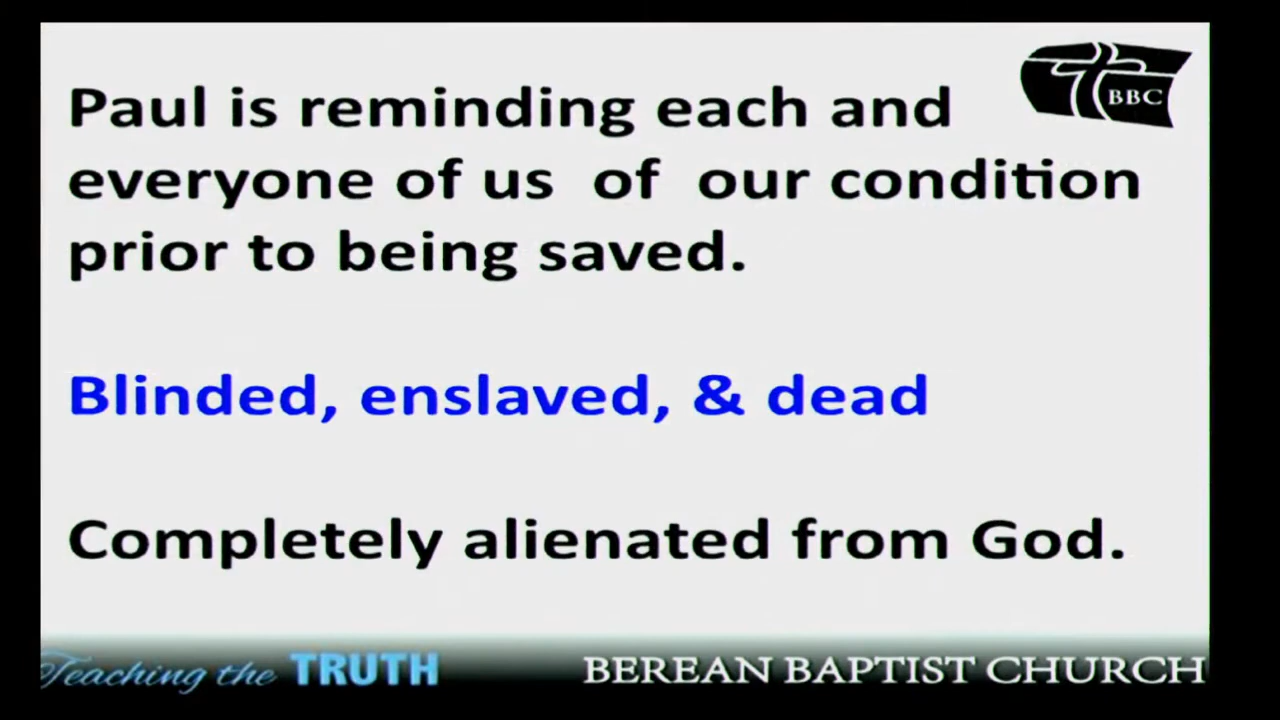 BBC
Paul is reminding each and
everyone of us  of  our condition
prior to being saved.
Blinded, enslaved, & dead
Completely alienated from God.
Teaching the TRUTH
BEREAN BAPTIST CHURCH